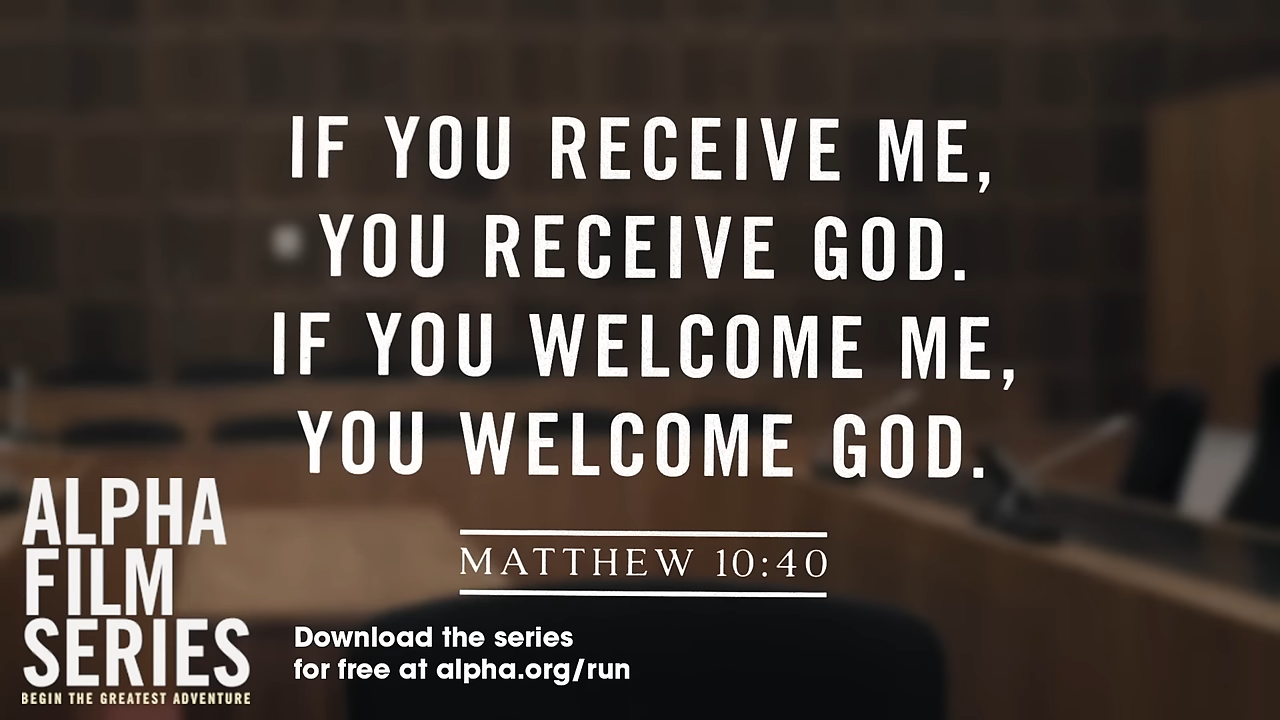 IF YOU RECEIVE ME,
YOU RECEIVE GOD.
IF YOU WELCOME ME,
YOU WELCOME GOD.
MATTHEW 10:40
ALPHA
FILM
SERIES
BEGIN THE GREATEST ADVENTURE
Download the series
for free at alpha.org/run